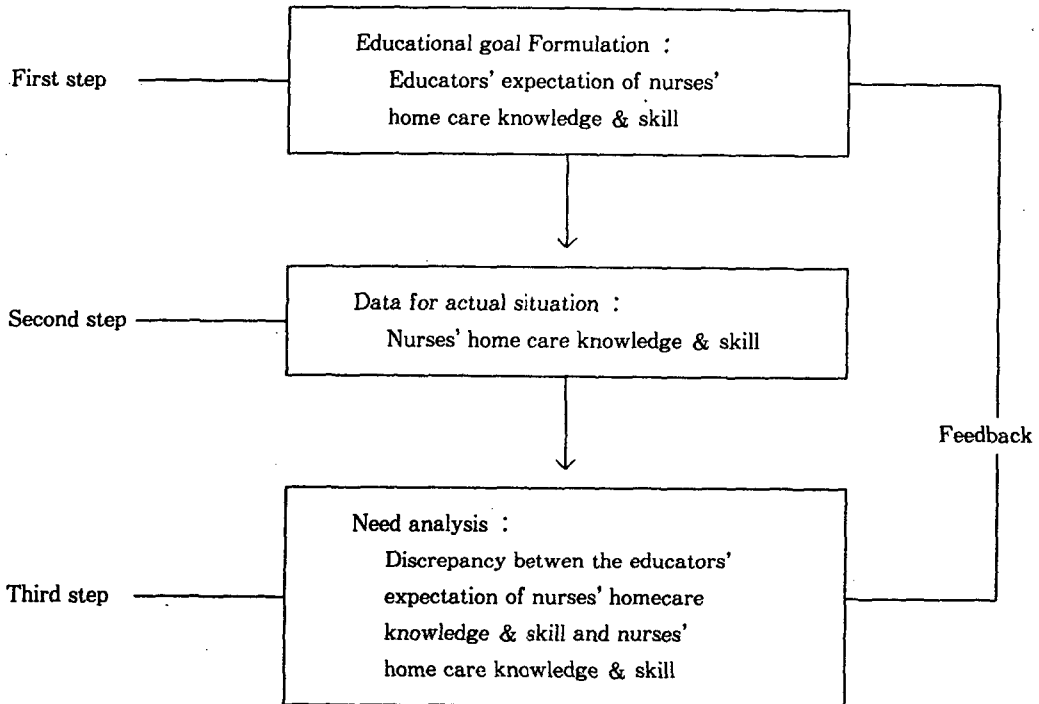 First step
Educational goal Formulation :
Educators' expectation of nurses'
home care knowledge & skill
Second step
Data for actual situation :
Nurses' home care knowledge & skill
Feedback
Third step
Need analysis :
Discrepancy betwen the educators'
expectation of nurses' homecare
knowledge & skill and nurses'
home care knowledge & skill